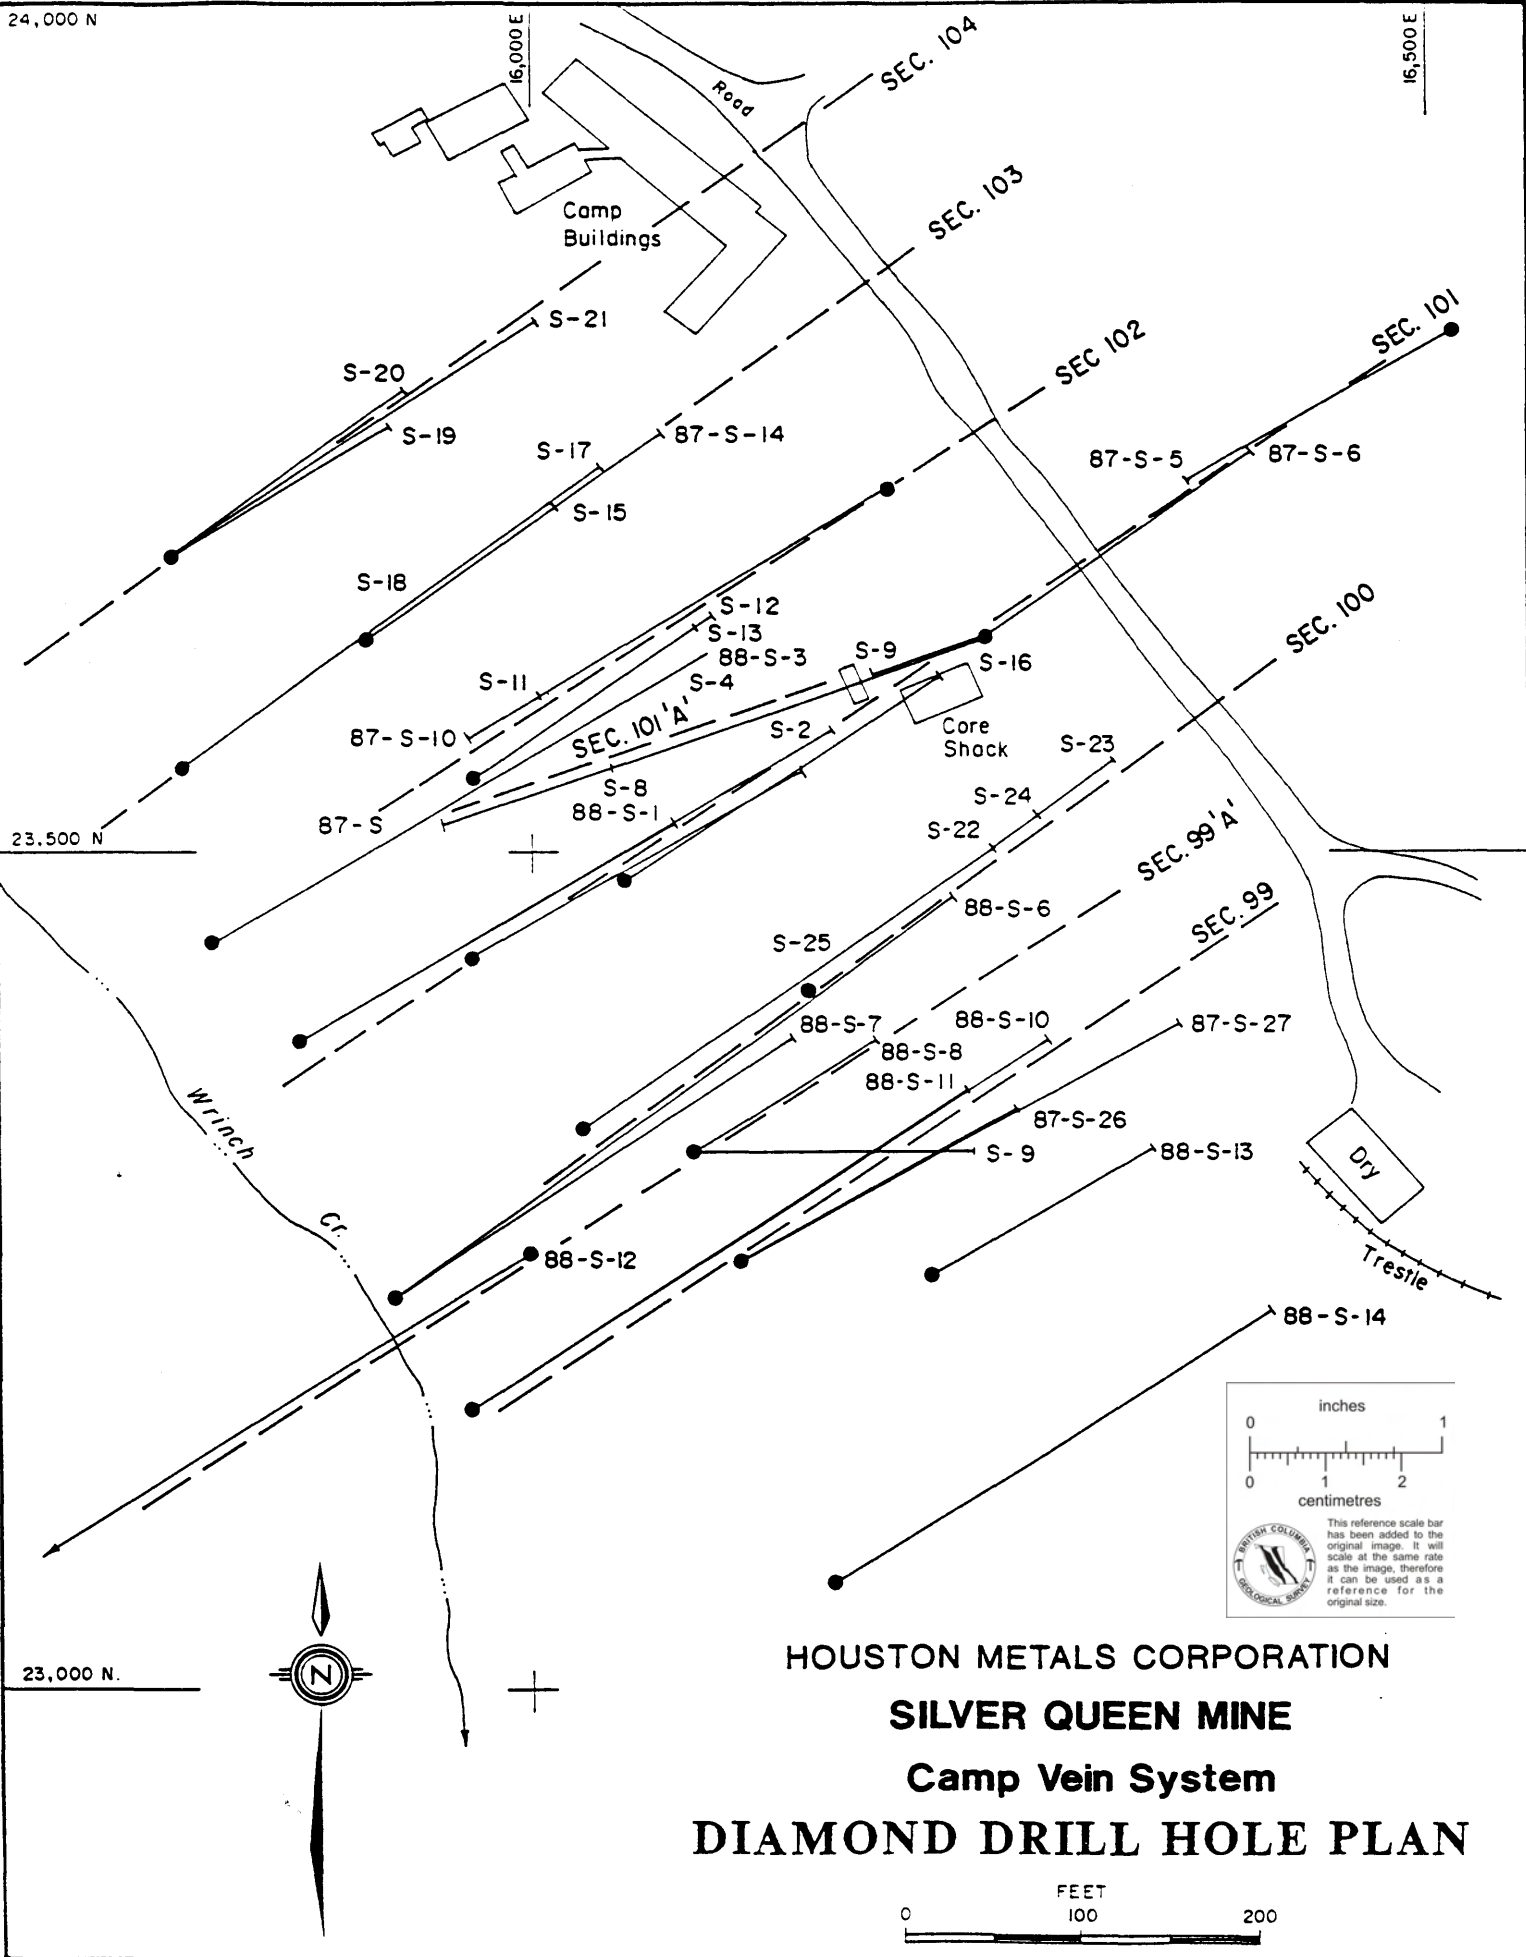 24,000 N
16,000 E
16,500 E
SEC. 104
Road
SEC. 103
Camp
Buildings
SEC. 101
S-21
SEC 102
S-20
S-19
87-S-14
S-17
87-S-5
87-S-6
S-15
S-18
SEC. 100
S-12
S-13
88-S-3
S-9
S-16
S-11
S-4
SEC. 101 'A'
87-S-10
S-2
Core
Shack
S-23
S-8
88-S-1
87-S
S-24
S-22
SEC. 99 'A'
23,500 N
SEC. 99
88-S-6
S-25
88-S-7
88-S-10
87-S-27
88-S-8
88-S-11
87-S-26
Wrinch
Cr.
S-9
88-S-13
Dry
88-S-12
Trestle
88-S-14
inches
0 1
0 1 2
centimetres
This reference scale bar
has been added to the
original image. It will
scale at the same rate
as the image, therefore
it can be used as a
reference for the
original size.
BRITISH COLUMBIA
GEOLOGICAL SURVEY
23,000 N.
N
HOUSTON METALS CORPORATION
SILVER QUEEN MINE
Camp Vein System
DIAMOND DRILL HOLE PLAN
FEET
0 100 200